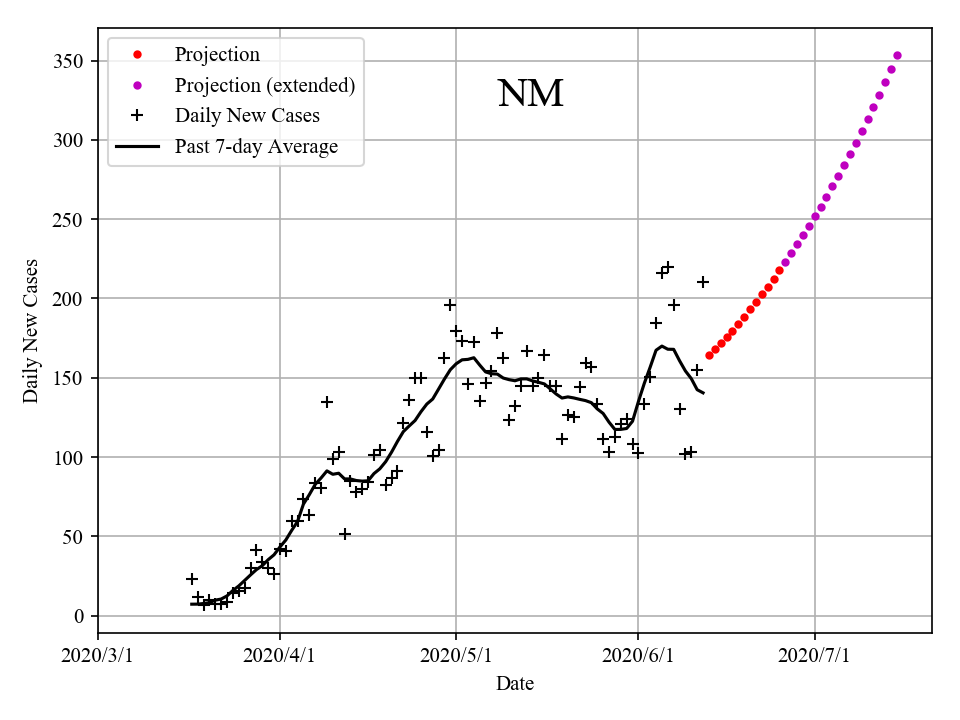 Projection
Projection (extended)
Daily New Cases
Past 7-day Average
NM
350
300
250
200
150
100
50
0
Daily New Cases
2020/3/1 2020/4/1 2020/5/1 2020/6/1 2020/7/1
Date